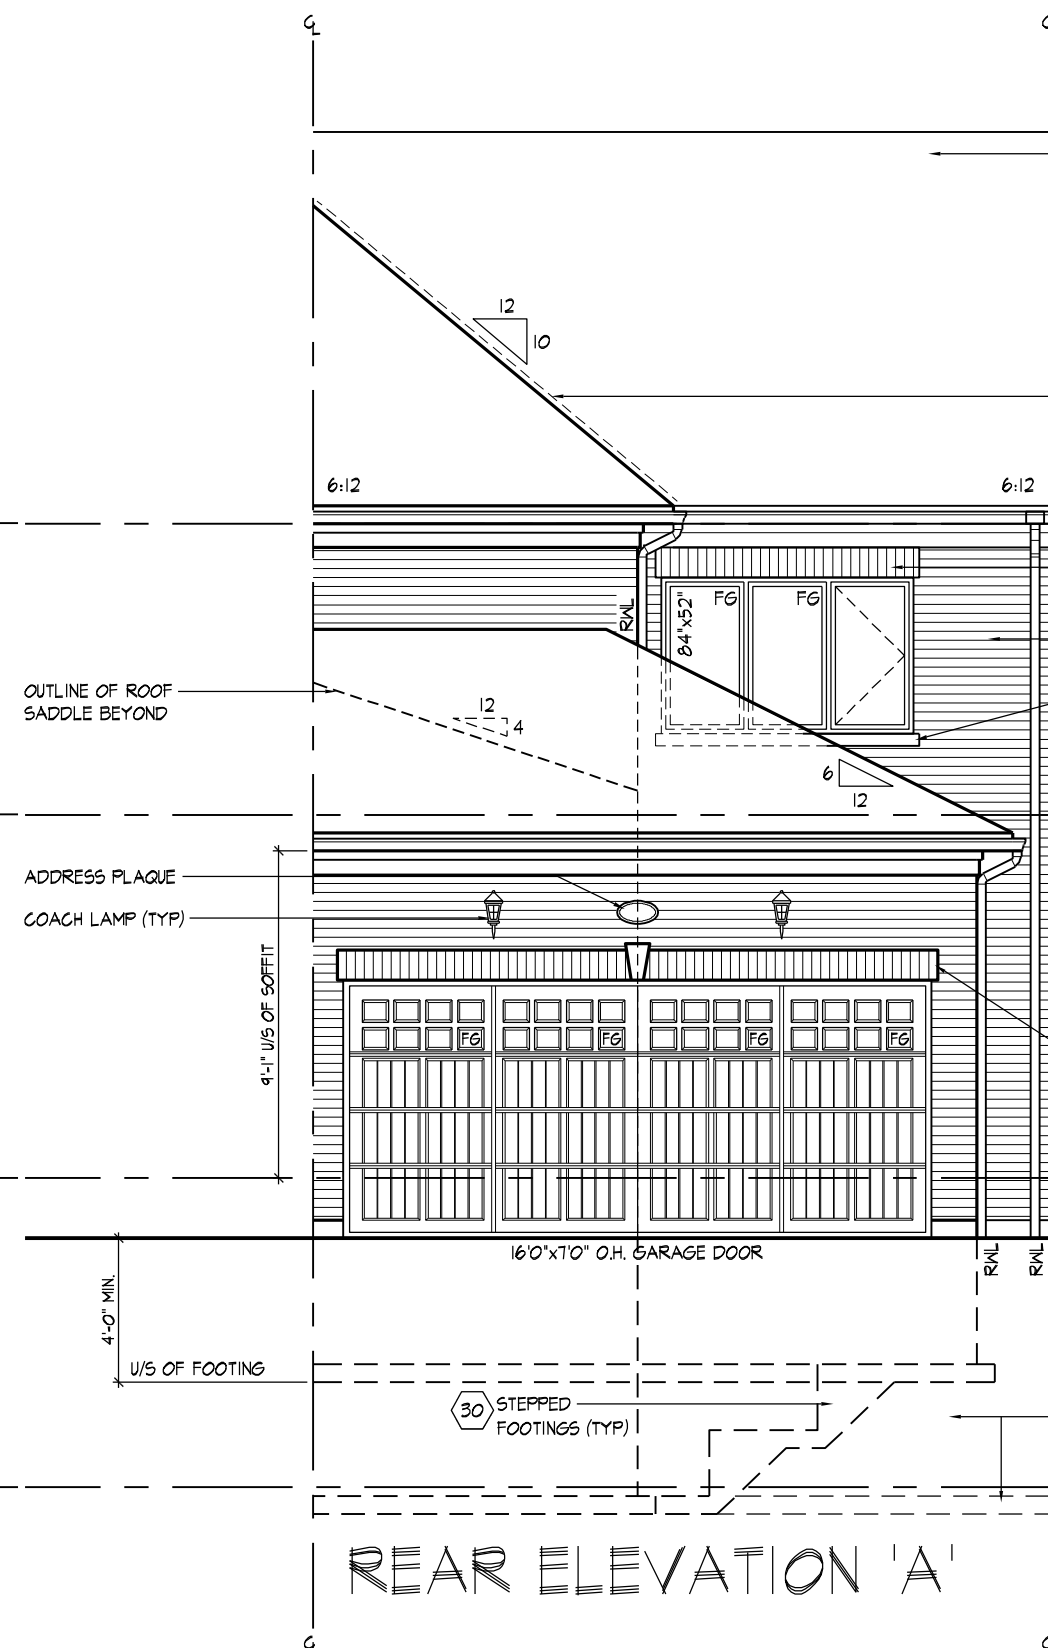 ℄
12
10
6:12
6:12
RWL
84"x52"
FG
FG
OUTLINE OF ROOF
SADDLE BEYOND
12
4
6
12
ADDRESS PLAQUE
COACH LAMP (TYP)
9'-1" U/S OF SOFFIT
FG
FG
FG
FG
16'0"x7'0" O.H. GARAGE DOOR
RWL
RWL
4'-0" MIN.
U/S OF FOOTING
30
STEPPED
FOOTINGS (TYP)
REAR ELEVATION 'A'